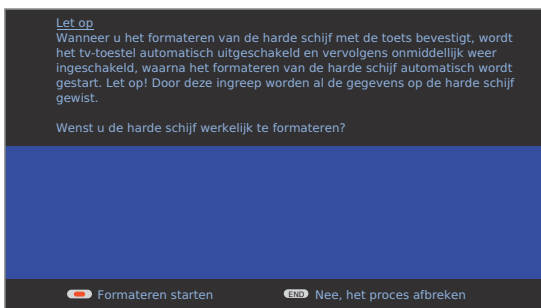 Let op
Wanneer u het formateren van de harde schijf met de toets bevestigt, wordt
het tv-toestel automatisch uitgeschakeld en vervolgens onmiddellijk weer
ingeschakeld, waarna het formateren van de harde schijf automatisch wordt
gestart. Let op! Door deze ingreep worden al de gegevens op de harde schijf
gewist.
Wenst u de harde schijf werkelijk te formateren?
Formateren starten
END Nee, het proces afbreken